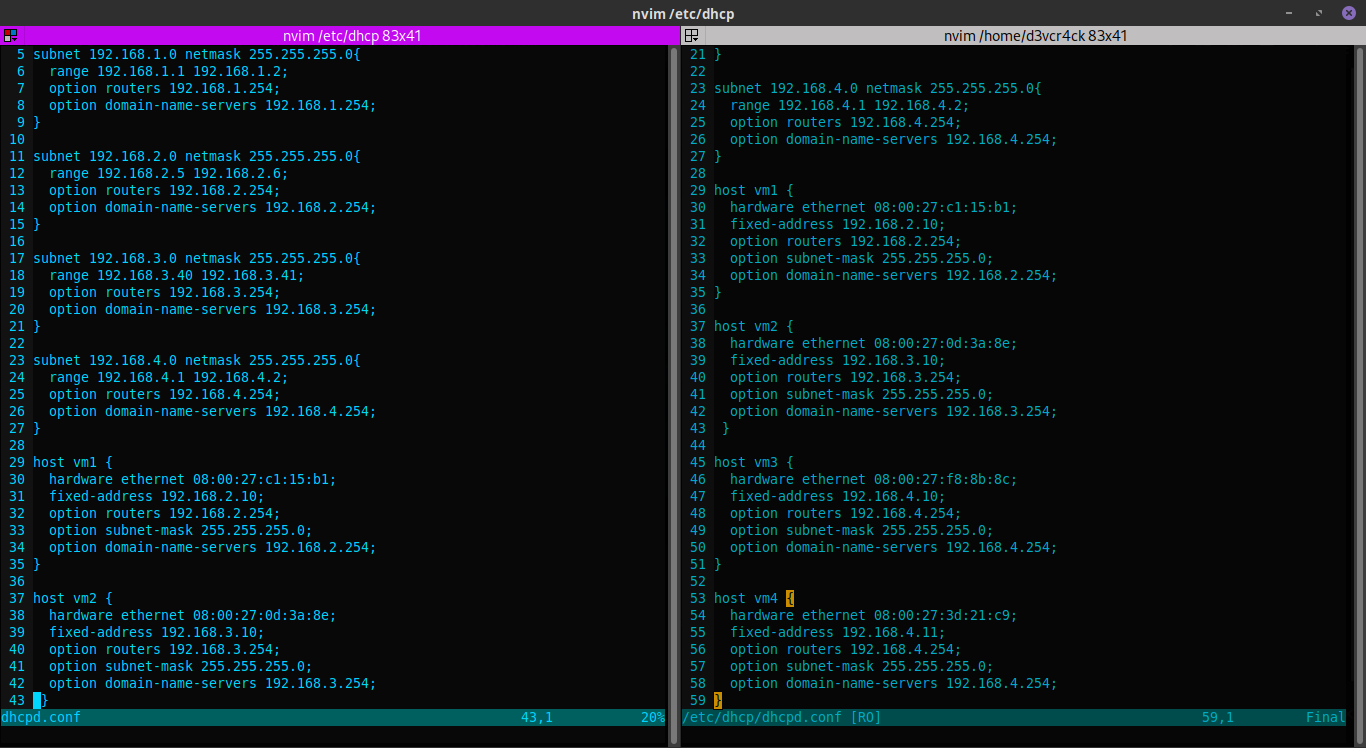 nvim /etc/dhcp
nvim /etc/dhcp 83x41
5 subnet 192.168.1.0 netmask 255.255.255.0{
6   range 192.168.1.1 192.168.1.2;
7   option routers 192.168.1.254;
8   option domain-name-servers 192.168.1.254;
9 }
10
11 subnet 192.168.2.0 netmask 255.255.255.0{
12   range 192.168.2.5 192.168.2.6;
13   option routers 192.168.2.254;
14   option domain-name-servers 192.168.2.254;
15 }
16
17 subnet 192.168.3.0 netmask 255.255.255.0{
18   range 192.168.3.40 192.168.3.41;
19   option routers 192.168.3.254;
20   option domain-name-servers 192.168.3.254;
21 }
22
23 subnet 192.168.4.0 netmask 255.255.255.0{
24   range 192.168.4.1 192.168.4.2;
25   option routers 192.168.4.254;
26   option domain-name-servers 192.168.4.254;
27 }
28
29 host vm1 {
30   hardware ethernet 08:00:27:c1:15:b1;
31   fixed-address 192.168.2.10;
32   option routers 192.168.2.254;
33   option subnet-mask 255.255.255.0;
34   option domain-name-servers 192.168.2.254;
35 }
36
37 host vm2 {
38   hardware ethernet 08:00:27:0d:3a:8e;
39   fixed-address 192.168.3.10;
40   option routers 192.168.3.254;
41   option subnet-mask 255.255.255.0;
42   option domain-name-servers 192.168.3.254;
43  }
dhcpd.conf 43,1 20%
nvim /home/d3vcr4ck 83x41
21 }
22
23 subnet 192.168.4.0 netmask 255.255.255.0{
24   range 192.168.4.1 192.168.4.2;
25   option routers 192.168.4.254;
26   option domain-name-servers 192.168.4.254;
27 }
28
29 host vm1 {
30   hardware ethernet 08:00:27:c1:15:b1;
31   fixed-address 192.168.2.10;
32   option routers 192.168.2.254;
33   option subnet-mask 255.255.255.0;
34   option domain-name-servers 192.168.2.254;
35 }
36
37 host vm2 {
38   hardware ethernet 08:00:27:0d:3a:8e;
39   fixed-address 192.168.3.10;
40   option routers 192.168.3.254;
41   option subnet-mask 255.255.255.0;
42   option domain-name-servers 192.168.3.254;
43  }
44
45 host vm3 {
46   hardware ethernet 08:00:27:f8:8b:8c;
47   fixed-address 192.168.4.10;
48   option routers 192.168.4.254;
49   option subnet-mask 255.255.255.0;
50   option domain-name-servers 192.168.4.254;
51 }
52
53 host vm4 {
54   hardware ethernet 08:00:27:3d:21:c9;
55   fixed-address 192.168.4.11;
56   option routers 192.168.4.254;
57   option subnet-mask 255.255.255.0;
58   option domain-name-servers 192.168.4.254;
59 }
/etc/dhcp/dhcpd.conf [RO] 59,1 Final